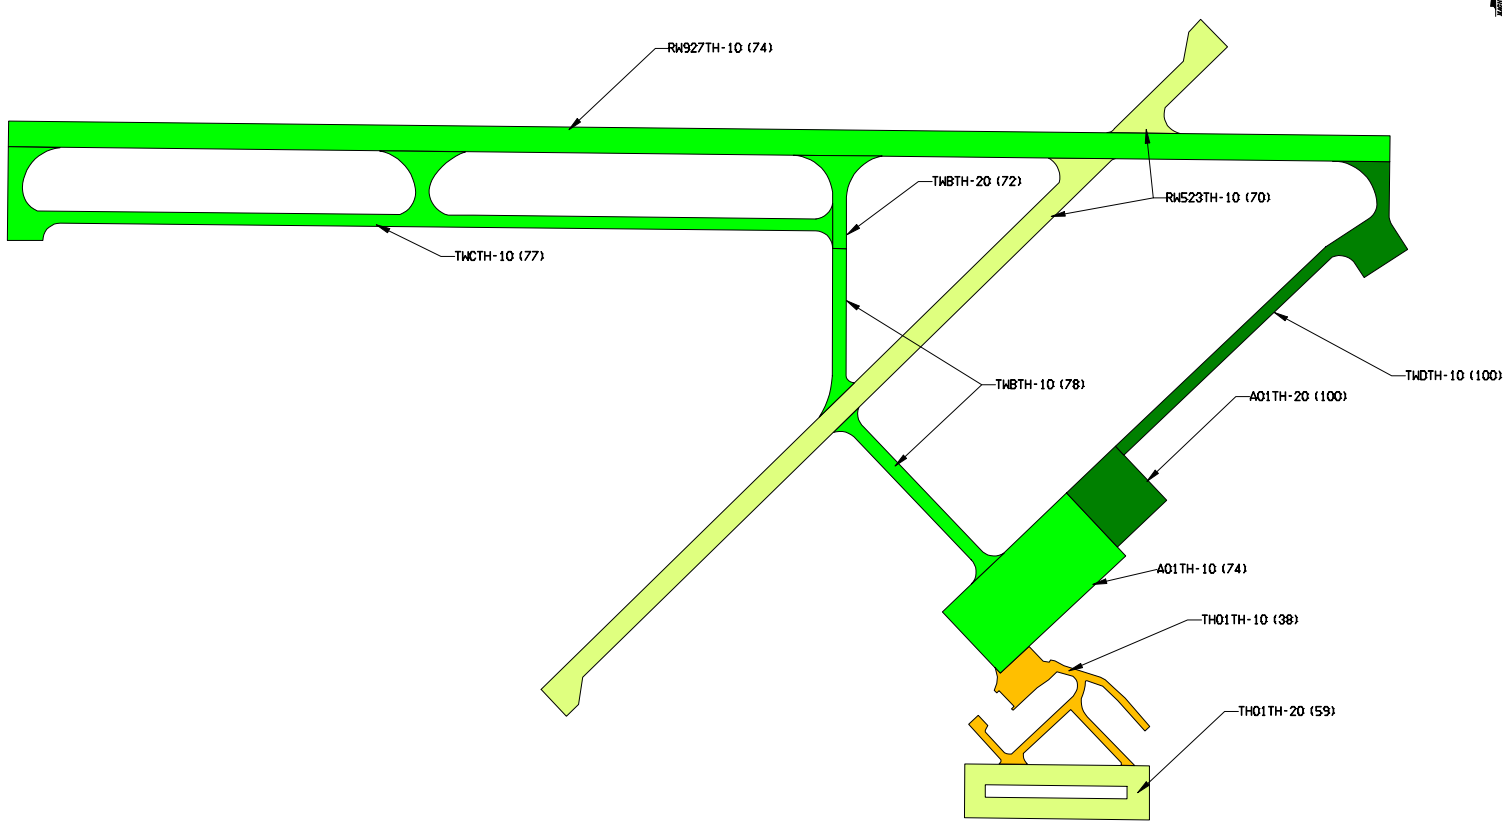 RW927TH-10 (74)
TWBTH-20 (72)
RW523TH-10 (70)
TWCTH-10 (77)
TWBTH-10 (78)
TWDTH-10 (100)
A01TH-20 (100)
A01TH-10 (74)
TH01TH-10 (38)
TH01TH-20 (59)